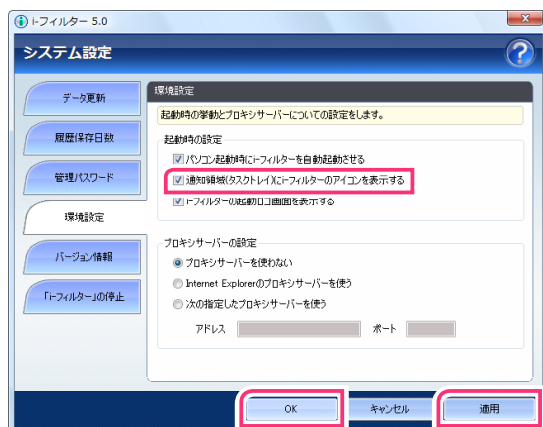 i-フィルター 5.0
システム設定
?
データ更新
履歴保存日数
管理パスワード
環境設定
バージョン情報
「i-フィルター」の停止
環境設定
起動時の挙動とプロキシサーバーについての設定をします。
起動時の設定
パソコン起動時にi-フィルターを自動起動させる
通知領域(タスクトレイ)にi-フィルターのアイコンを表示する
i-フィルターの起動ロゴ画面を表示する
プロキシサーバーの設定
プロキシサーバーを使わない
Internet Explorerのプロキシサーバーを使う
次の指定したプロキシサーバーを使う
アドレス ポート
OK キャンセル 適用